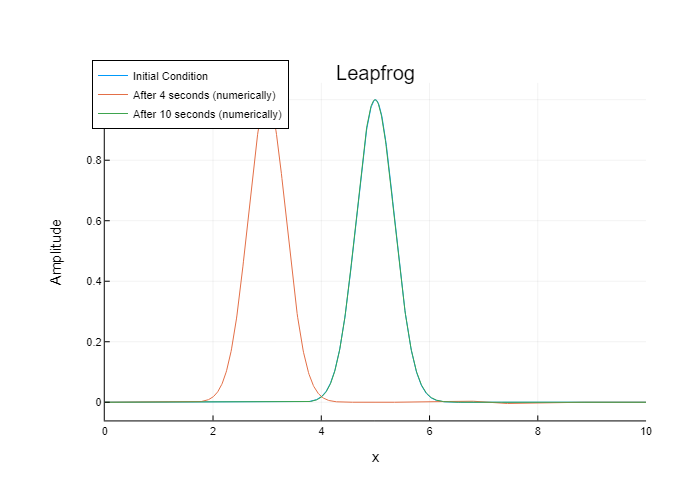 Leapfrog
Initial Condition
After 4 seconds (numerically)
After 10 seconds (numerically)
Amplitude
0.8
0.6
0.4
0.2
0
0 2 4 6 8 10
x